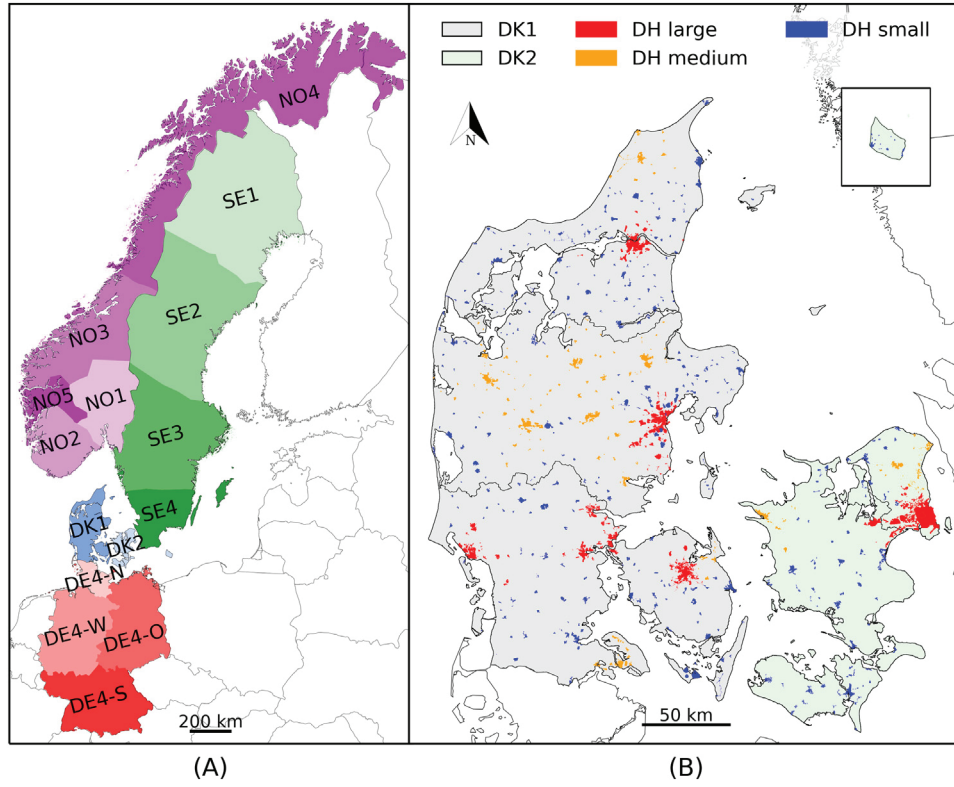 NO4
SE1
SE2
NO3
NO5
NO1
NO2
SE3
SE4
DK1
DK2
DE4-N
DE4-W
DE4-O
DE4-S
200 km
(A)
DK1
DH large
DH small
DK2
DH medium
N
50 km
(B)